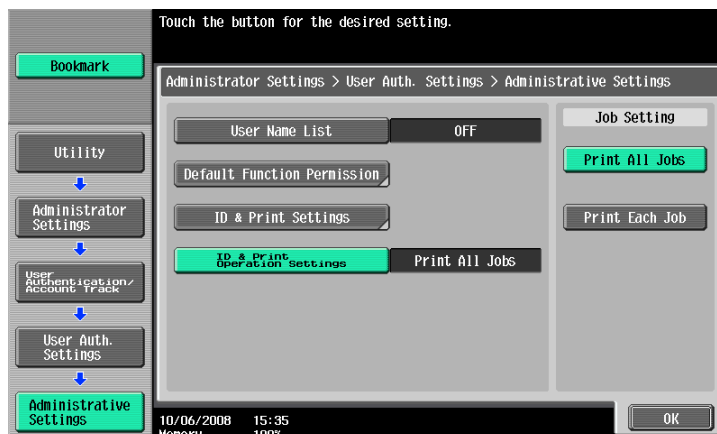 Touch the button for the desired setting.
Bookmark
Administrator Settings > User Auth. Settings > Administrative Settings
User Name List
OFF
Job Setting
Utility
Default Function Permission
Print All Jobs
Administrator
Settings
ID & Print Settings
Print Each Job
ID & Print
Operation Settings
Print All Jobs
User
Authentication/
Account Track
User Auth.
Settings
Administrative
Settings
10/06/2008 15:35
Memory 100%
OK